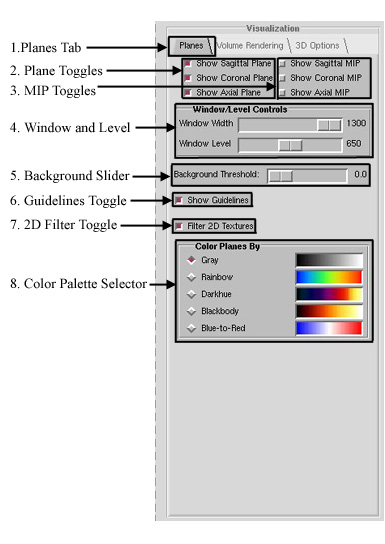 Visualization
1.Planes Tab
Planes
Volume Rendering
3D Options
2. Plane Toggles
Show Sagittal Plane
Show Sagittal MIP
Show Coronal Plane
Show Coronal MIP
3. MIP Toggles
Show Axial Plane
Show Axial MIP
Window/Level Controls
4. Window and Level
Window Width
1300
Window Level
650
5. Background Slider
Background Threshold:
0.0
6. Guidelines Toggle
Show Guidelines
7. 2D Filter Toggle
Filter 2D Textures
Color Planes By
Gray
Rainbow
8. Color Palette Selector
Darkhue
Blackbody
Blue-to-Red